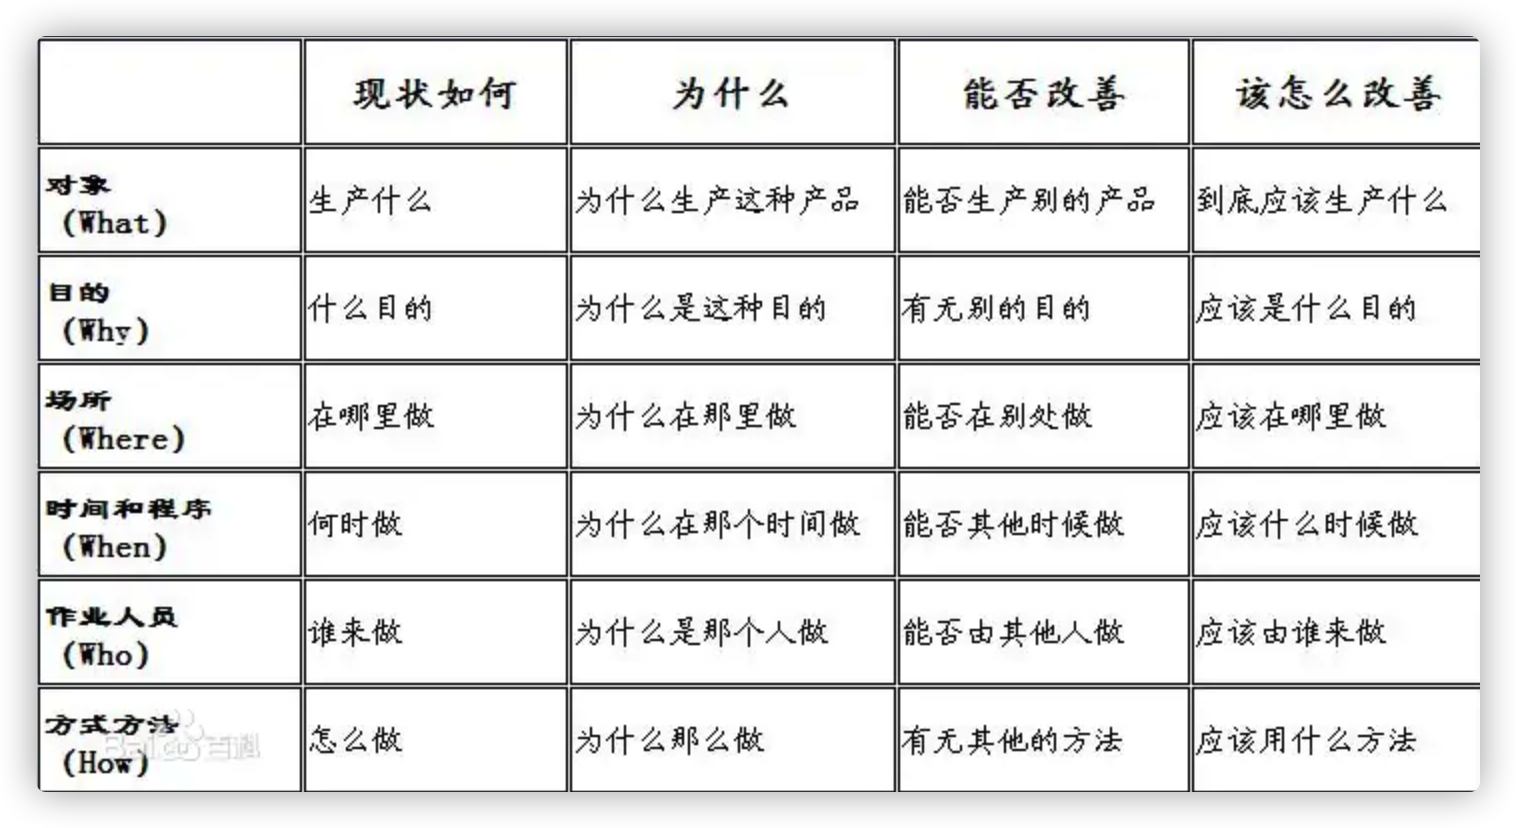 现状如何 为什么 能否改善 该怎么改善
对象
(What) 生产什么 为什么生产这种产品 能否生产别的产品 到底应该生产什么
目的
(Why) 什么目的 为什么是这种目的 有无别的目的 应该是什么目的
场所
(Where) 在哪里做 为什么在那里做 能否在别处做 应该在哪里做
时间和程序
(When) 何时做 为什么在那个时间做 能否其他时候做 应该什么时候做
作业人员
(Who) 谁来做 为什么是那个人做 能否由其他人做 应该由谁来做
方式方法
(How) 怎么做 为什么那么做 有无其他的方法 应该用什么方法
Baidu百科